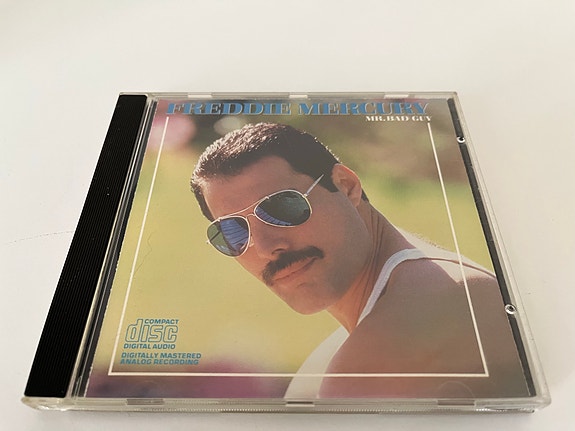 FREDDIE MERCURY
MR. BAD GUY
COMPACT
disc
DIGITAL AUDIO
DIGITALLY MASTERED
ANALOG RECORDING